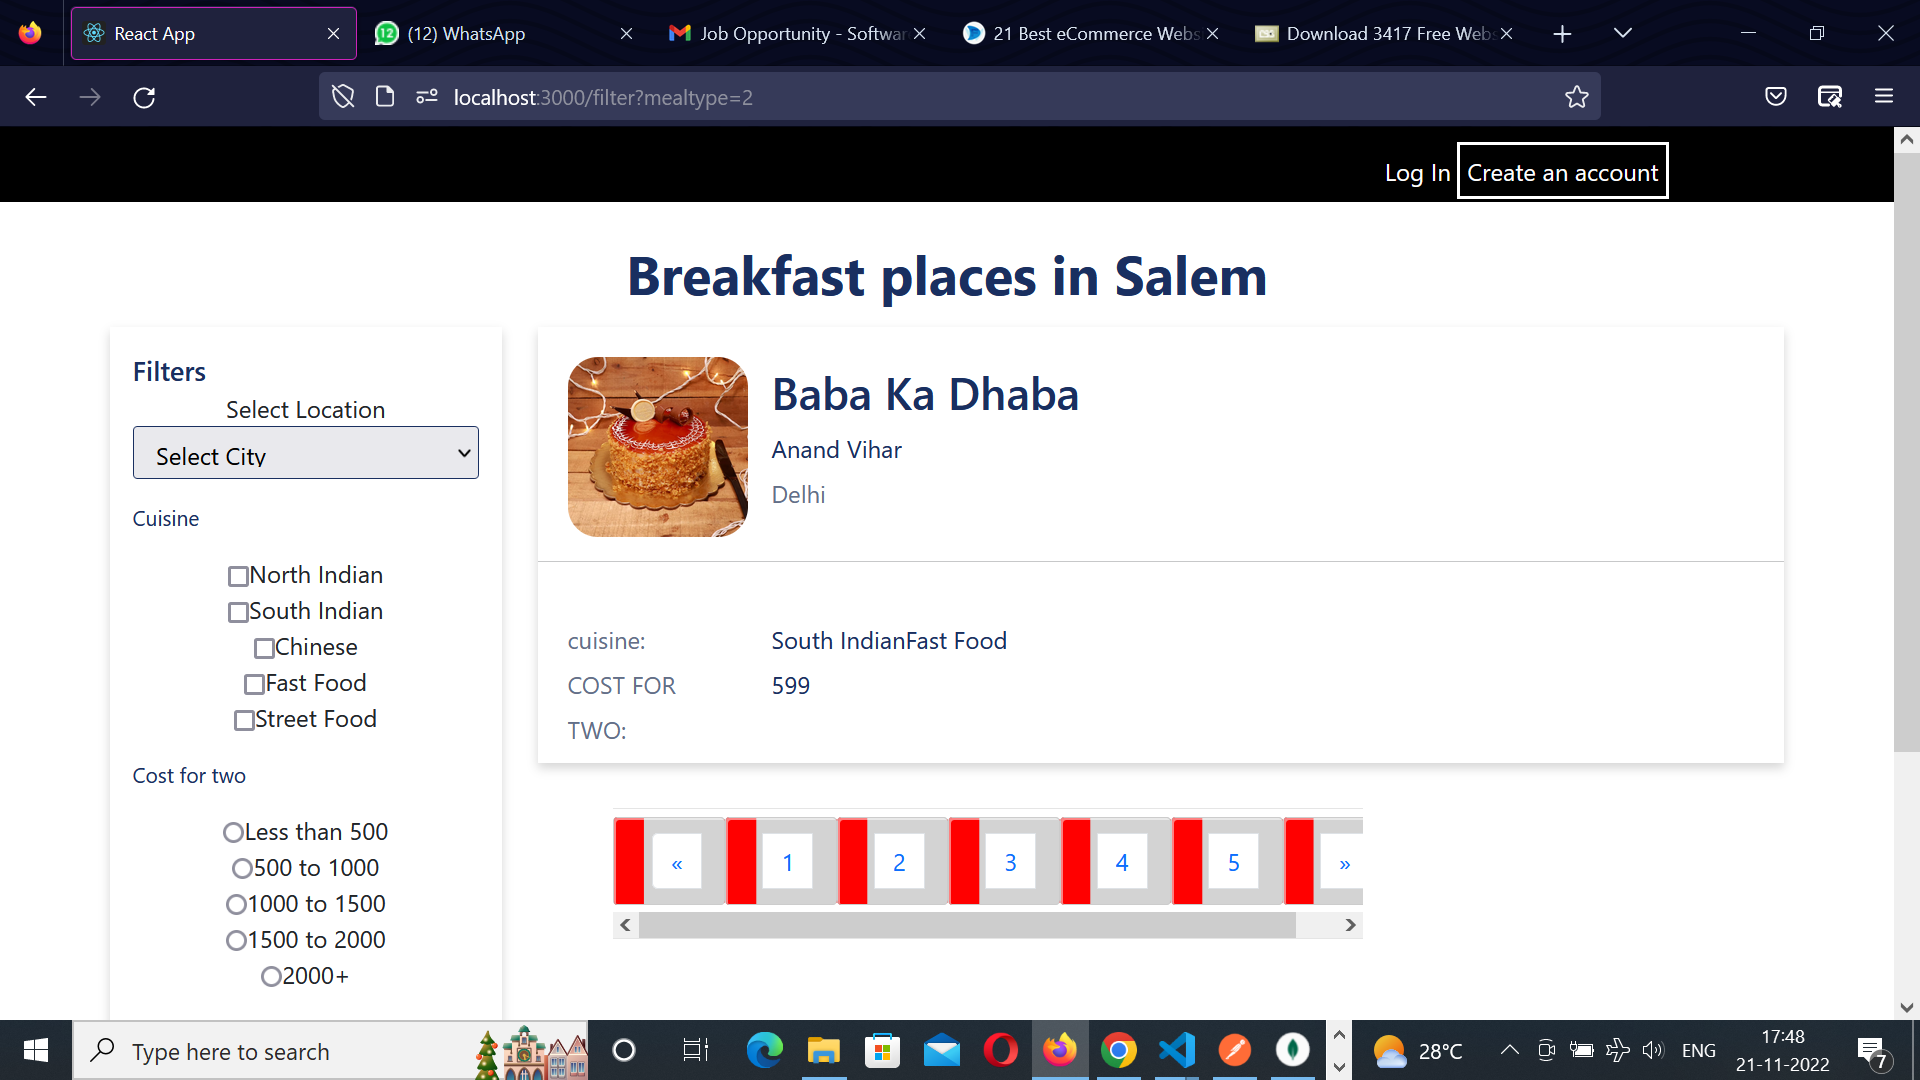 React App
(12) WhatsApp
Job Opportunity - Softwar
21 Best eCommerce Webs
Download 3417 Free Webs
localhost:3000/filter?mealtype=2
Log In
Create an account
Breakfast places in Salem
Filters
Select Location
Select City
Cuisine
North Indian
South Indian
Chinese
Fast Food
Street Food
Cost for two
Less than 500
500 to 1000
1000 to 1500
1500 to 2000
2000+
Baba Ka Dhaba
Anand Vihar
Delhi
cuisine: South IndianFast Food
COST FOR 599
TWO:
« 1 2 3 4 5 »
Type here to search
28°C
ENG
17:48
21-11-2022
7